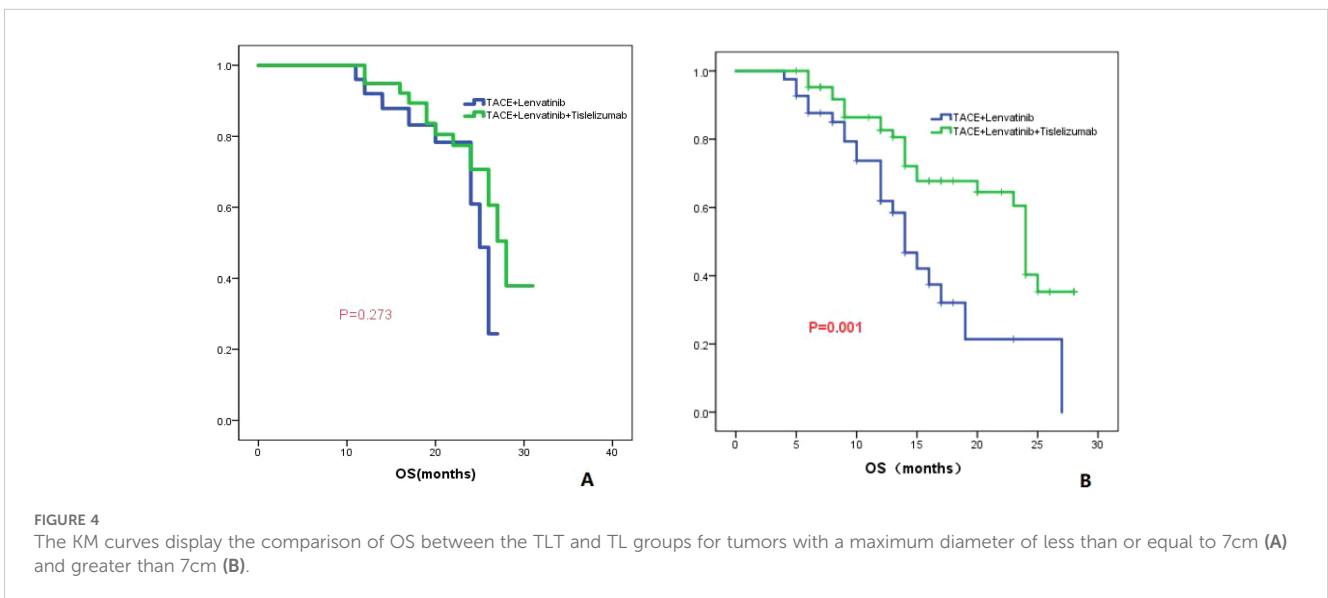 1.0
0.8
0.6
0.4
0.2
0.0
TACE+Lenvatinib
TACE+Lenvatinib+Tislelizumab
P=0.273
0 10 20 30 40
OS(months)
A
1.0
0.8
0.6
0.4
0.2
0.0
TACE+Lenvatinib
TACE+Lenvatinib+Tislelizumab
P=0.001
0 5 10 15 20 25 30
OS（months）
B
FIGURE 4
The KM curves display the comparison of OS between the TLT and TL groups for tumors with a maximum diameter of less than or equal to 7cm (A)
and greater than 7cm (B).